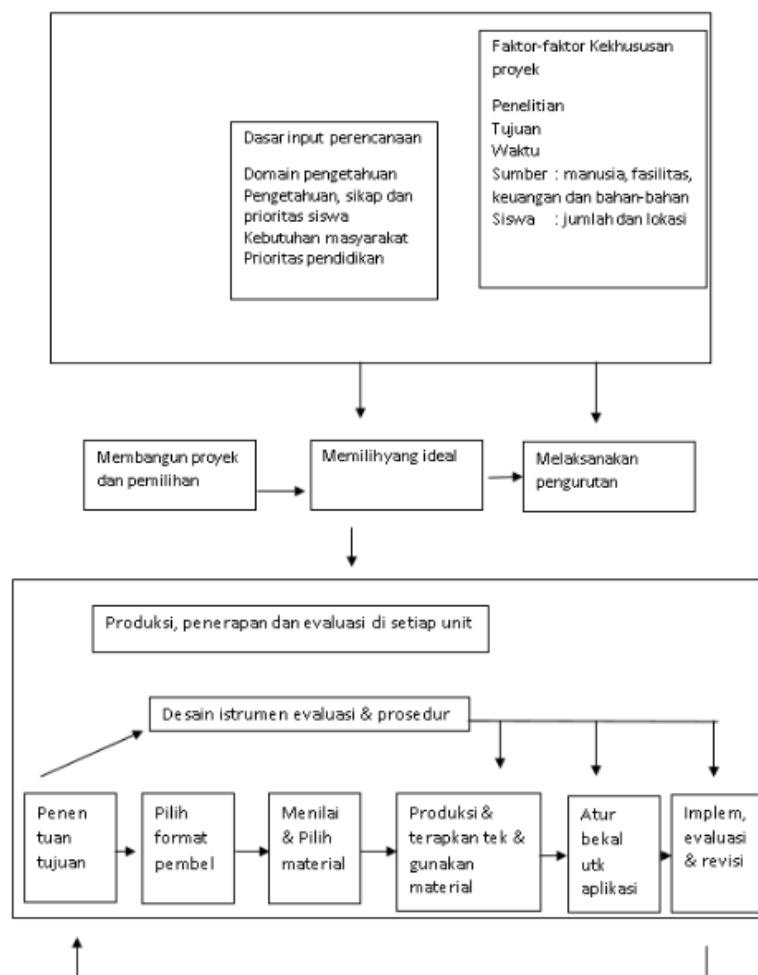 Faktor-faktor Kekhususan
proyek
Penelitian
Tujuan
Waktu
Sumber : manusia, fasilitas,
keuangan dan bahan-bahan
Siswa : jumlah dan lokasi
Dasar input perencanaan
Domain pengetahuan
Pengetahuan, sikap dan
prioritas siswa
Kebutuhan masyarakat
Prioritas pendidikan
Membangun proyek
dan pemilihan
Memilihyang ideal
Melaksanakan
pengurutan
Produksi, penerapan dan evaluasi di setiap unit
Desain istrumen evaluasi & prosedur
Penen
tuan
tujuan
Pilih
format
pembel
Menilai
& Pilih
material
Produksi &
terapkan tek &
gunakan
material
Atur
bekal
utk
aplikasi
Implem,
evaluasi
& revisi